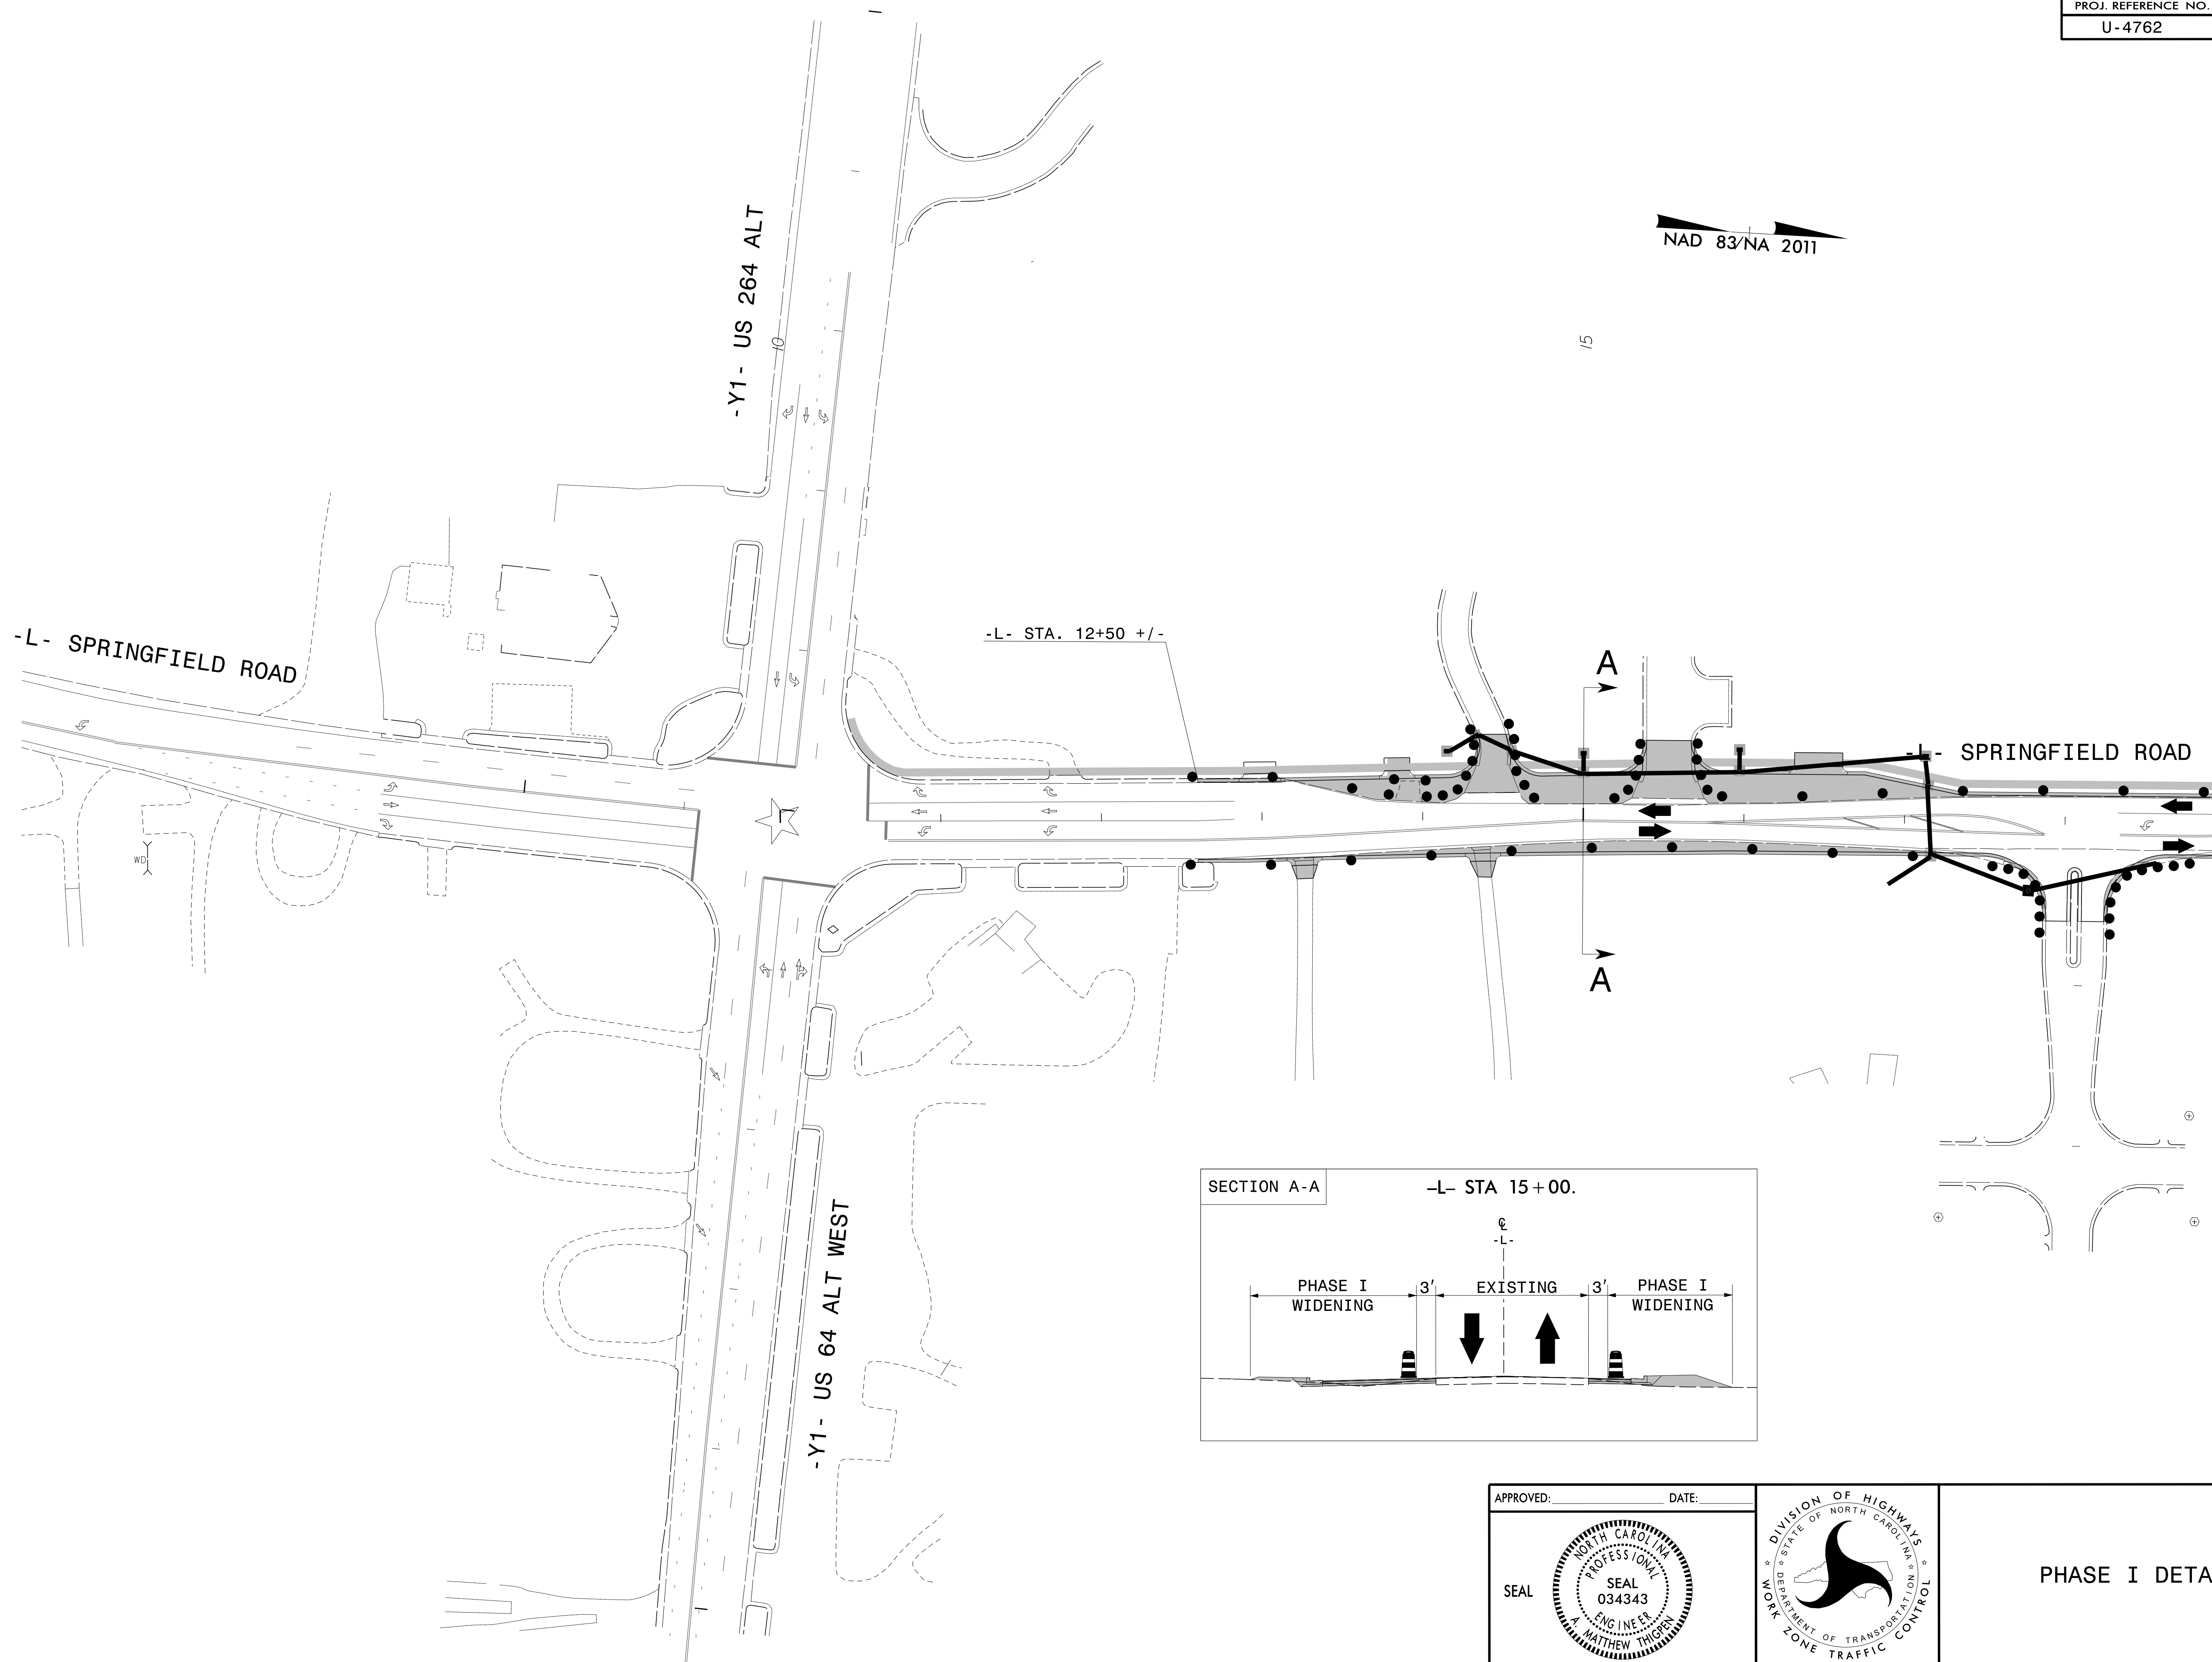 PROJ. REFERENCE NO.
U-4762
-Y1- US 264 ALT
10
NAD 83/NA 2011
15
-L- SPRINGFIELD ROAD
-L- STA. 12+50 +/-
A
-L- SPRINGFIELD ROAD
WD
A
-Y1- US 64 ALT WEST
SECTION A-A
-L- STA 15+00.
℄
-L-
PHASE I
WIDENING
3'
EXISTING
3'
PHASE I
WIDENING
APPROVED: DATE:
SEAL
NORTH CAROLINA
PROFESSIONAL
SEAL
034343
ENGINEER
A. MATTHEW THIGPEN
DIVISION OF HIGHWAYS
STATE OF NORTH CAROLINA
DEPARTMENT OF TRANSPORTATION
WORK ZONE TRAFFIC CONTROL
PHASE I DETA